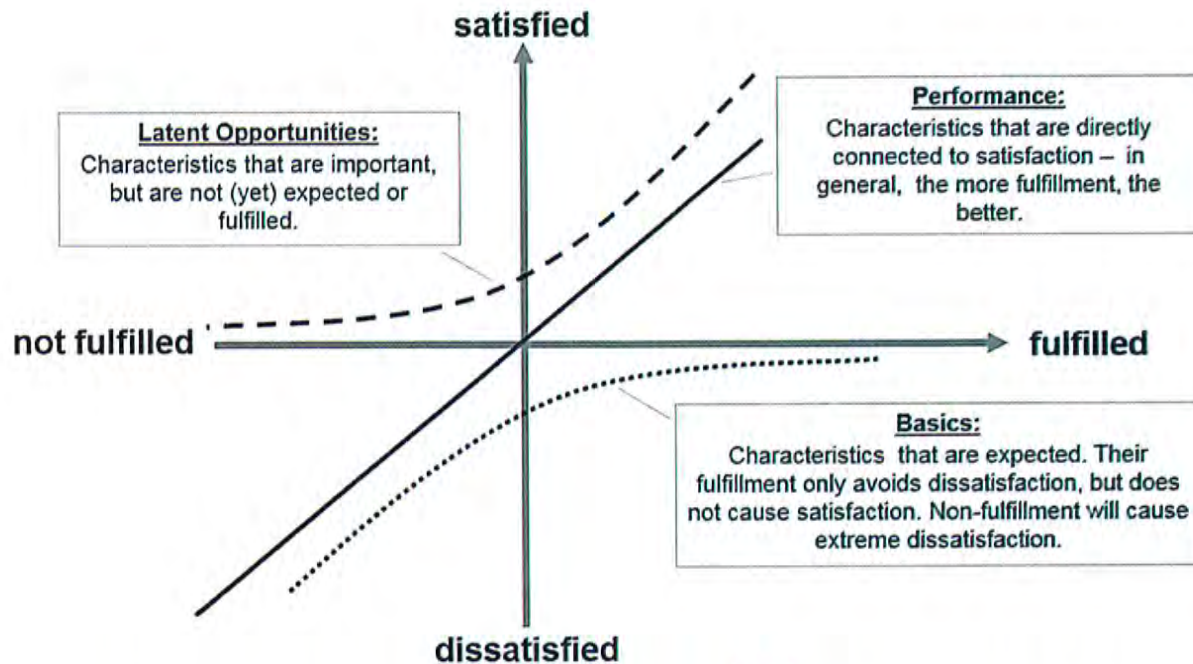 satisfied
Latent Opportunities:
Characteristics that are important,
but are not (yet) expected or
fulfilled.
Performance:
Characteristics that are directly
connected to satisfaction – in
general, the more fulfillment, the
better.
not fulfilled
fulfilled
Basics:
Characteristics that are expected. Their
fulfillment only avoids dissatisfaction, but does
not cause satisfaction. Non-fulfillment will cause
extreme dissatisfaction.
dissatisfied